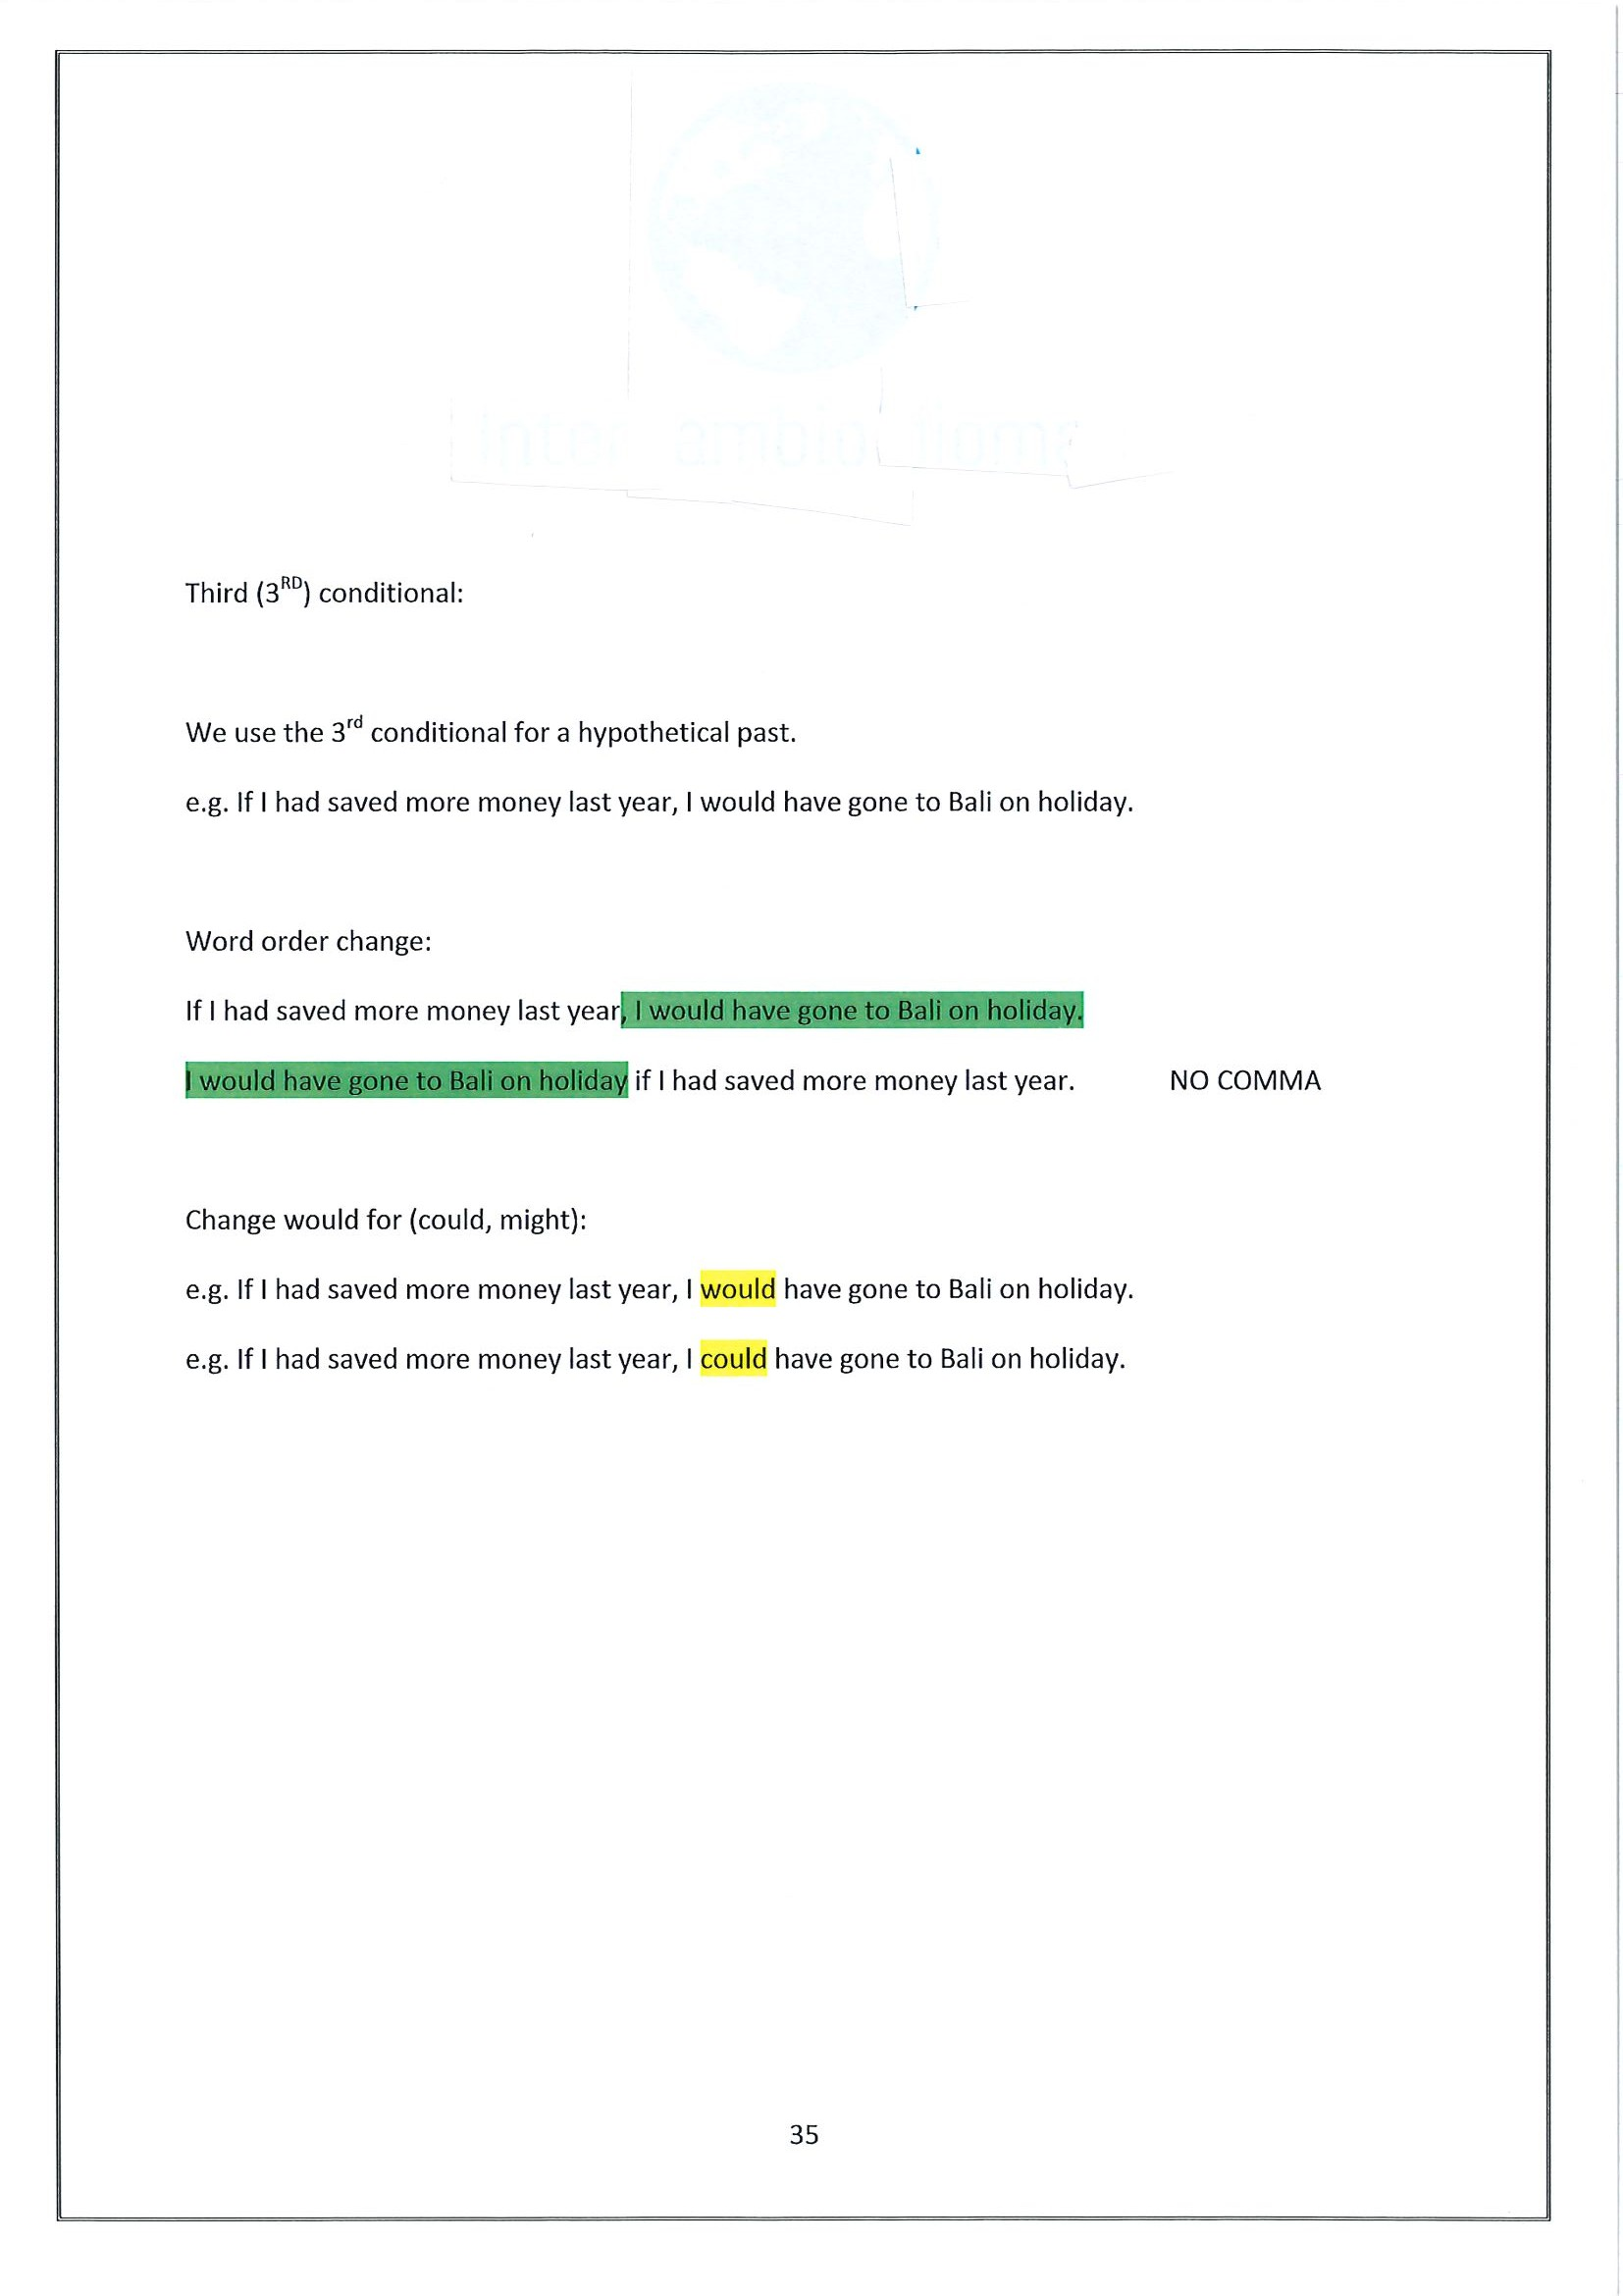 Third (3RD) conditional:
We use the 3rd conditional for a hypothetical past.
e.g. If I had saved more money last year, I would have gone to Bali on holiday.
Word order change:
If I had saved more money last year, I would have gone to Bali on holiday.
I would have gone to Bali on holiday if I had saved more money last year. NO COMMA
Change would for (could, might):
e.g. If I had saved more money last year, I would have gone to Bali on holiday.
e.g. If I had saved more money last year, I could have gone to Bali on holiday.
35